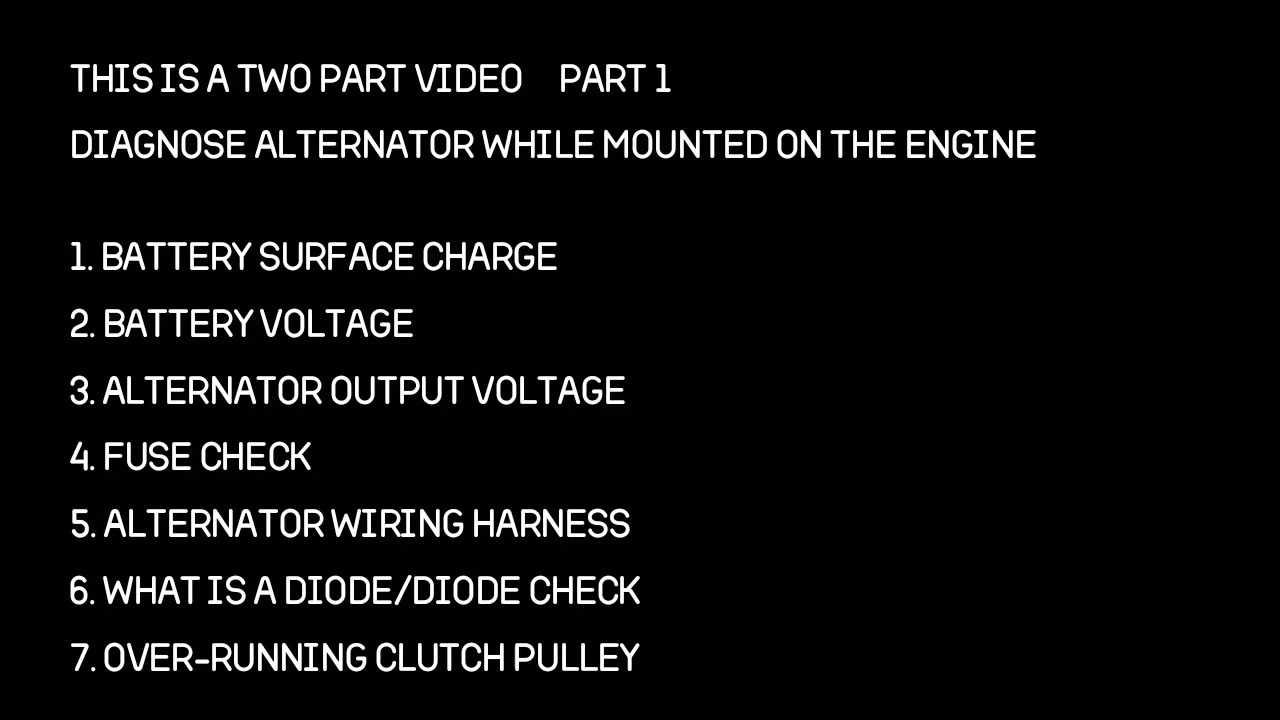 THIS IS A TWO PART VIDEO PART 1
DIAGNOSE ALTERNATOR WHILE MOUNTED ON THE ENGINE
1. BATTERY SURFACE CHARGE
2. BATTERY VOLTAGE
3. ALTERNATOR OUTPUT VOLTAGE
4. FUSE CHECK
5. ALTERNATOR WIRING HARNESS
6. WHAT IS A DIODE/DIODE CHECK
7. OVER-RUNNING CLUTCH PULLEY